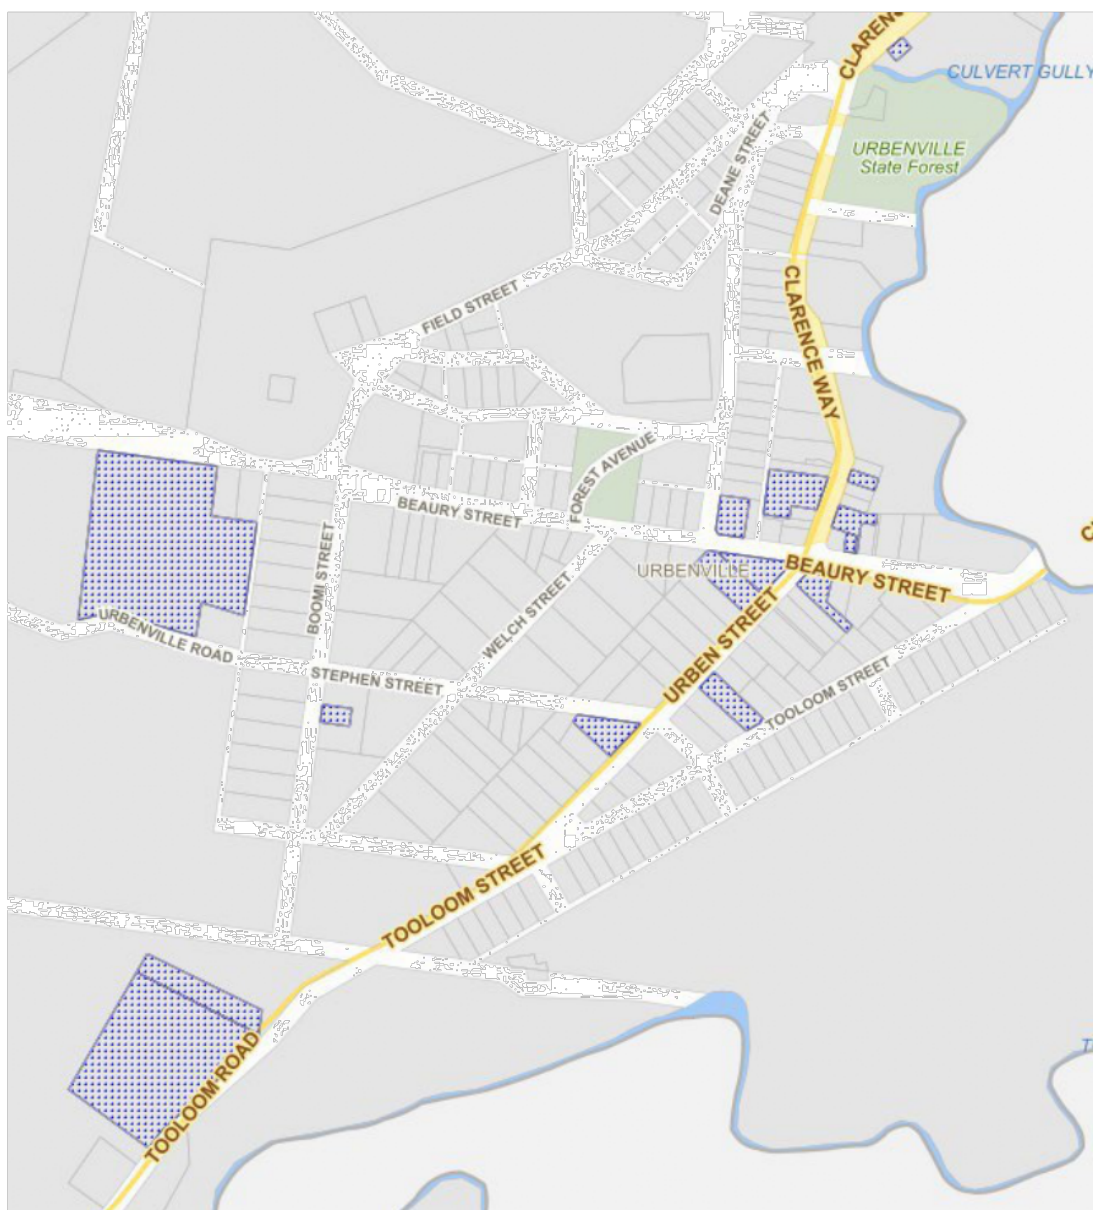 CLAREN
CULVERT GULLY
URBENVILLE
State Forest
DEANE STREET
FIELD STREET
CLARENCE WAY
FOREST AVENUE
BEAURY STREET
BOOMI STREET
URBENVILLE
BEAURY STREET
WELCH STREET
URBEN STREET
URBENVILLE ROAD
STEPHEN STREET
TOOLOOM STREET
TOOLOOM STREET
TOOLOOM ROAD